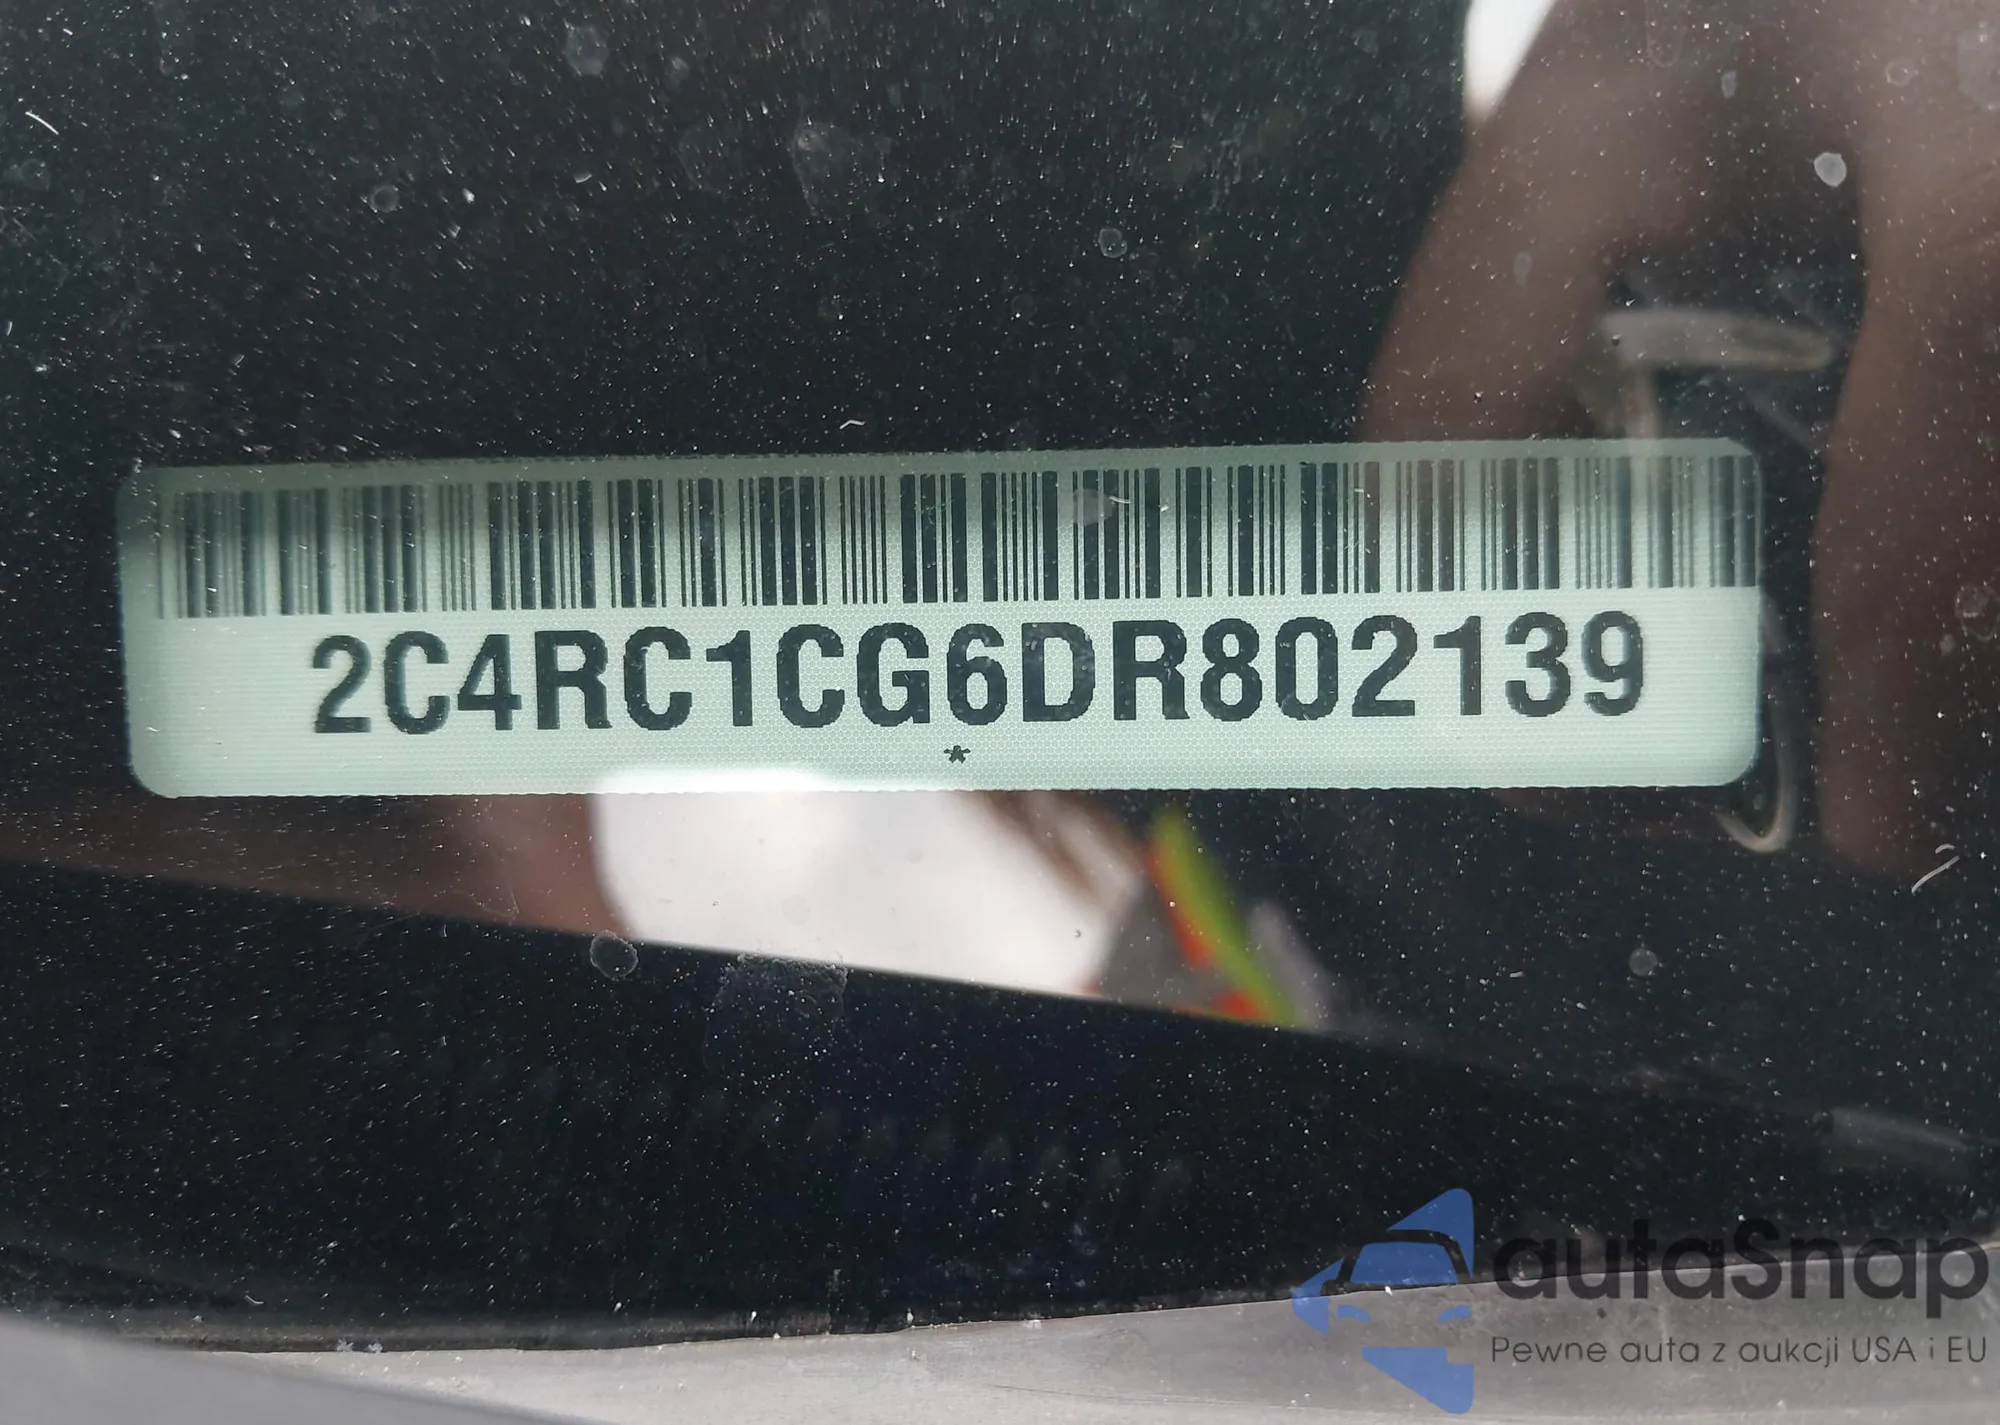 2C4RC1CG6DR802139
*
autaSnap
Pewne auta z aukcji USA i EU